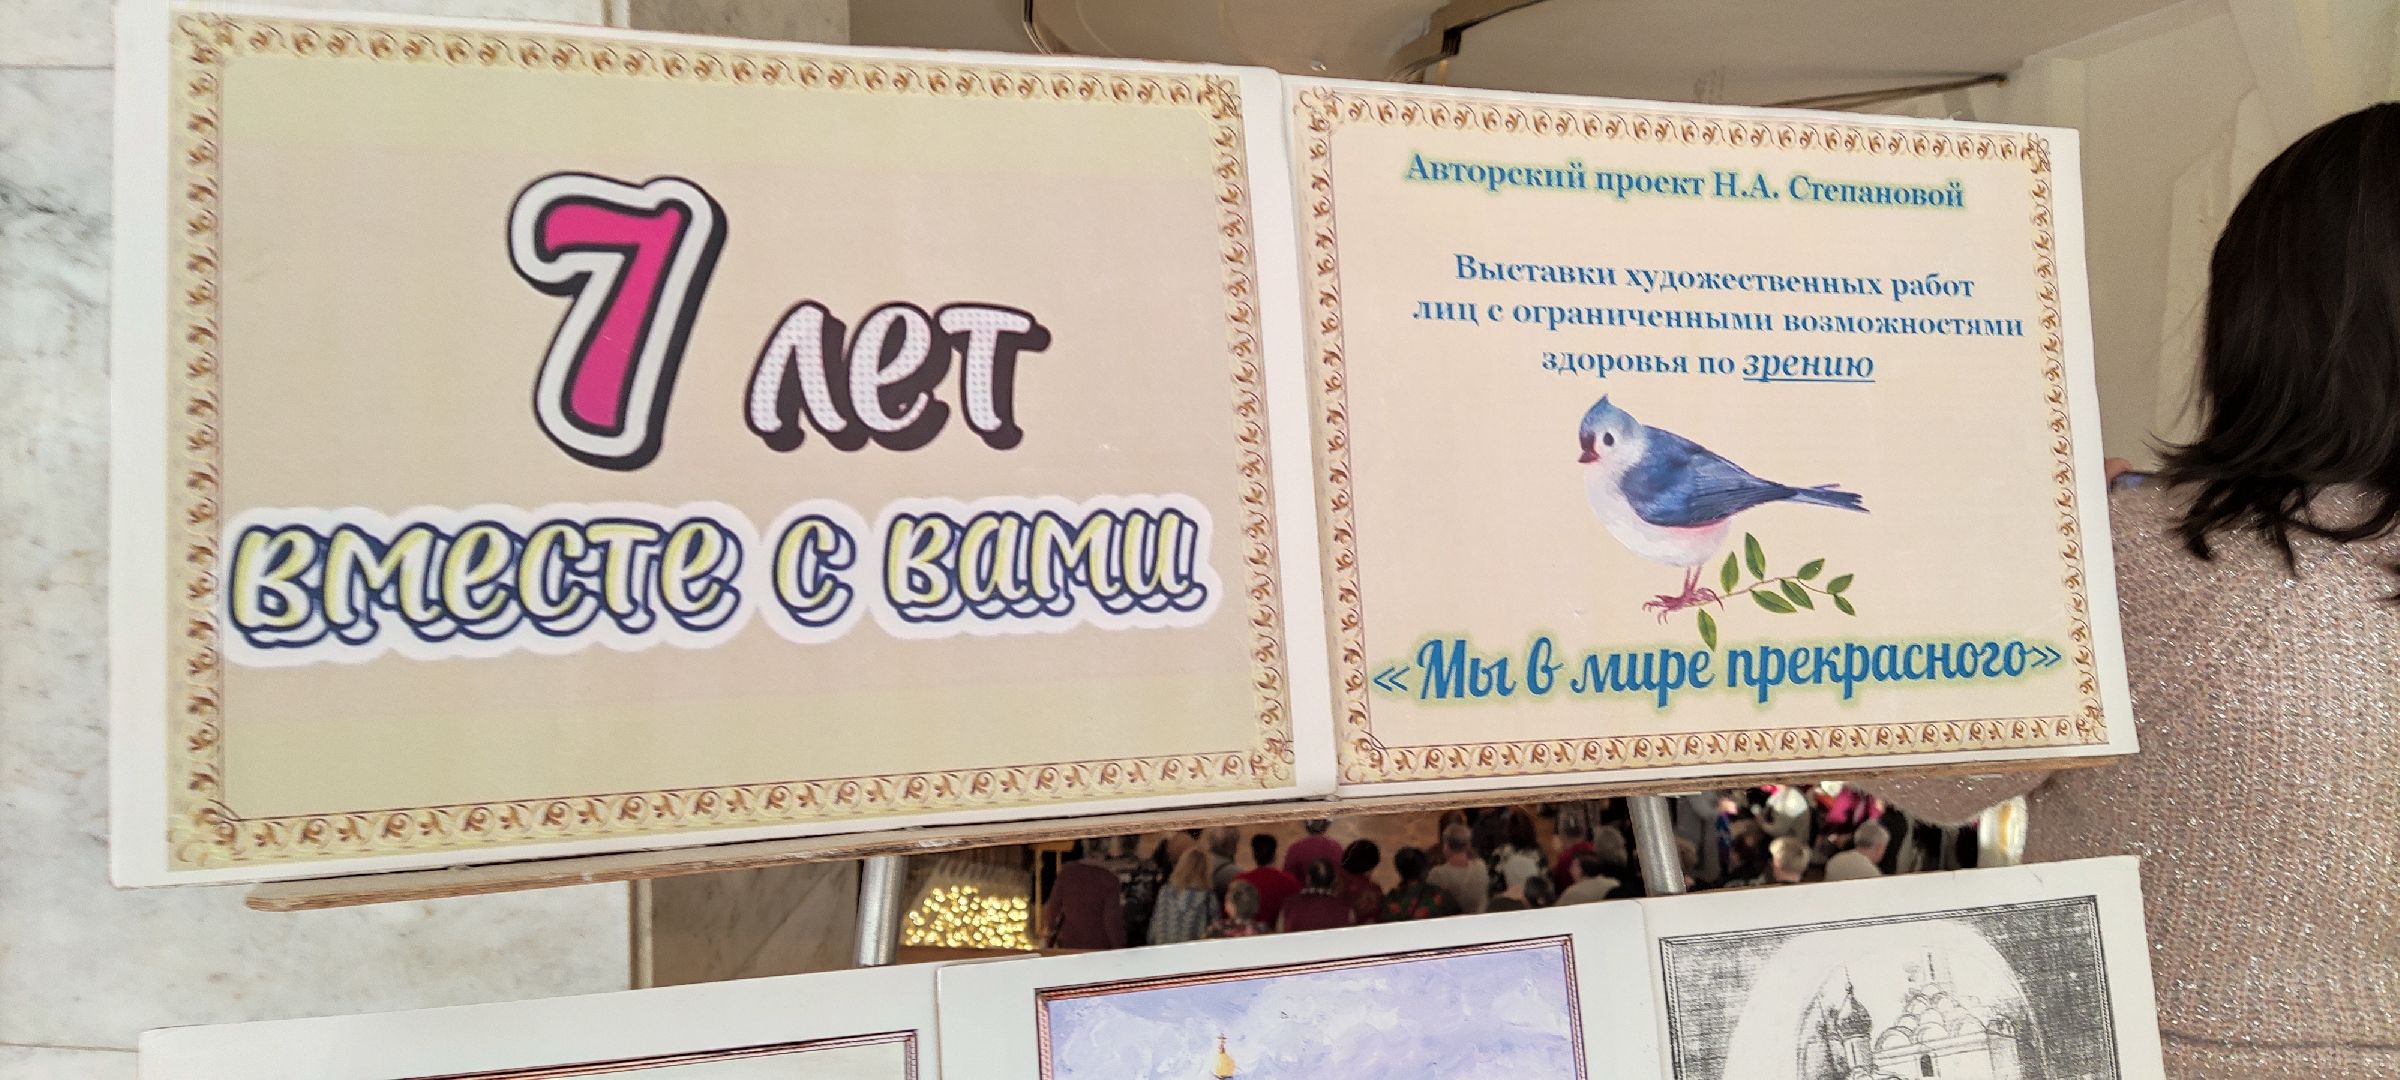 7 лет
вместе с вами
Авторский проект Н.А. Степановой
Выставки художественных работ
лиц с ограниченными возможностями
здоровья по зрению
«Мы в мире прекрасного»